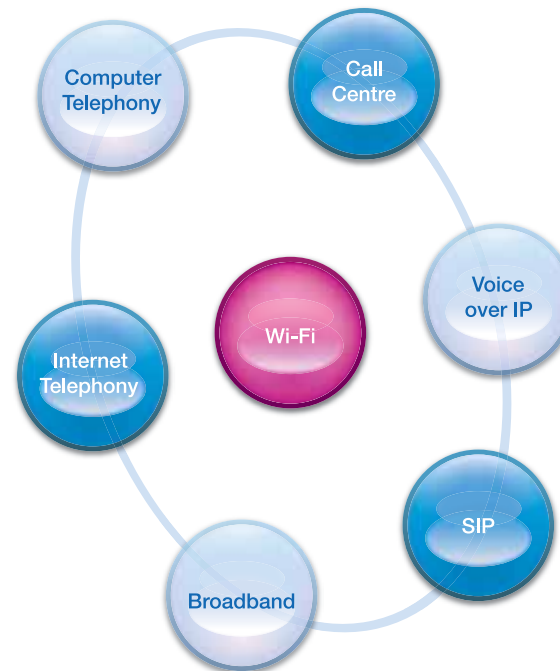 Computer
Telephony
Call
Centre
Voice
over IP
Wi-Fi
Internet
Telephony
SIP
Broadband